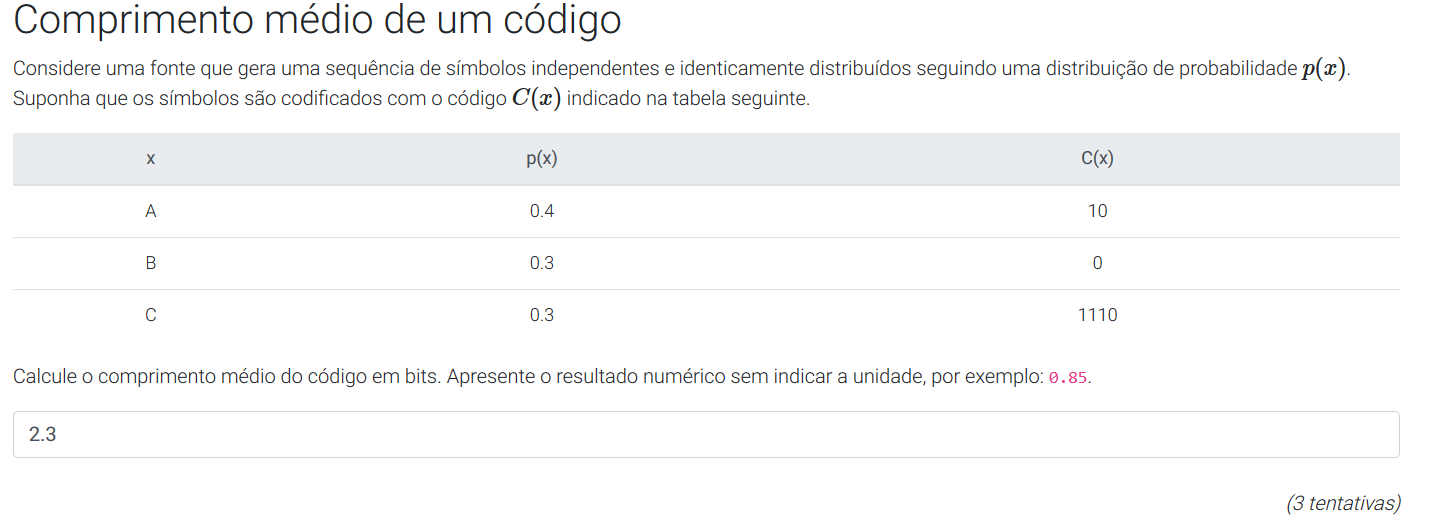 Comprimento médio de um código
Considere uma fonte que gera uma sequência de símbolos independentes e identicamente distribuídos seguindo uma distribuição de probabilidade p(x).
Suponha que os símbolos são codificados com o código C(x) indicado na tabela seguinte.
x p(x) C(x)
A 0.4 10
B 0.3 0
C 0.3 1110
Calcule o comprimento médio do código em bits. Apresente o resultado numérico sem indicar a unidade, por exemplo: 0.85.
2.3
(3 tentativas)